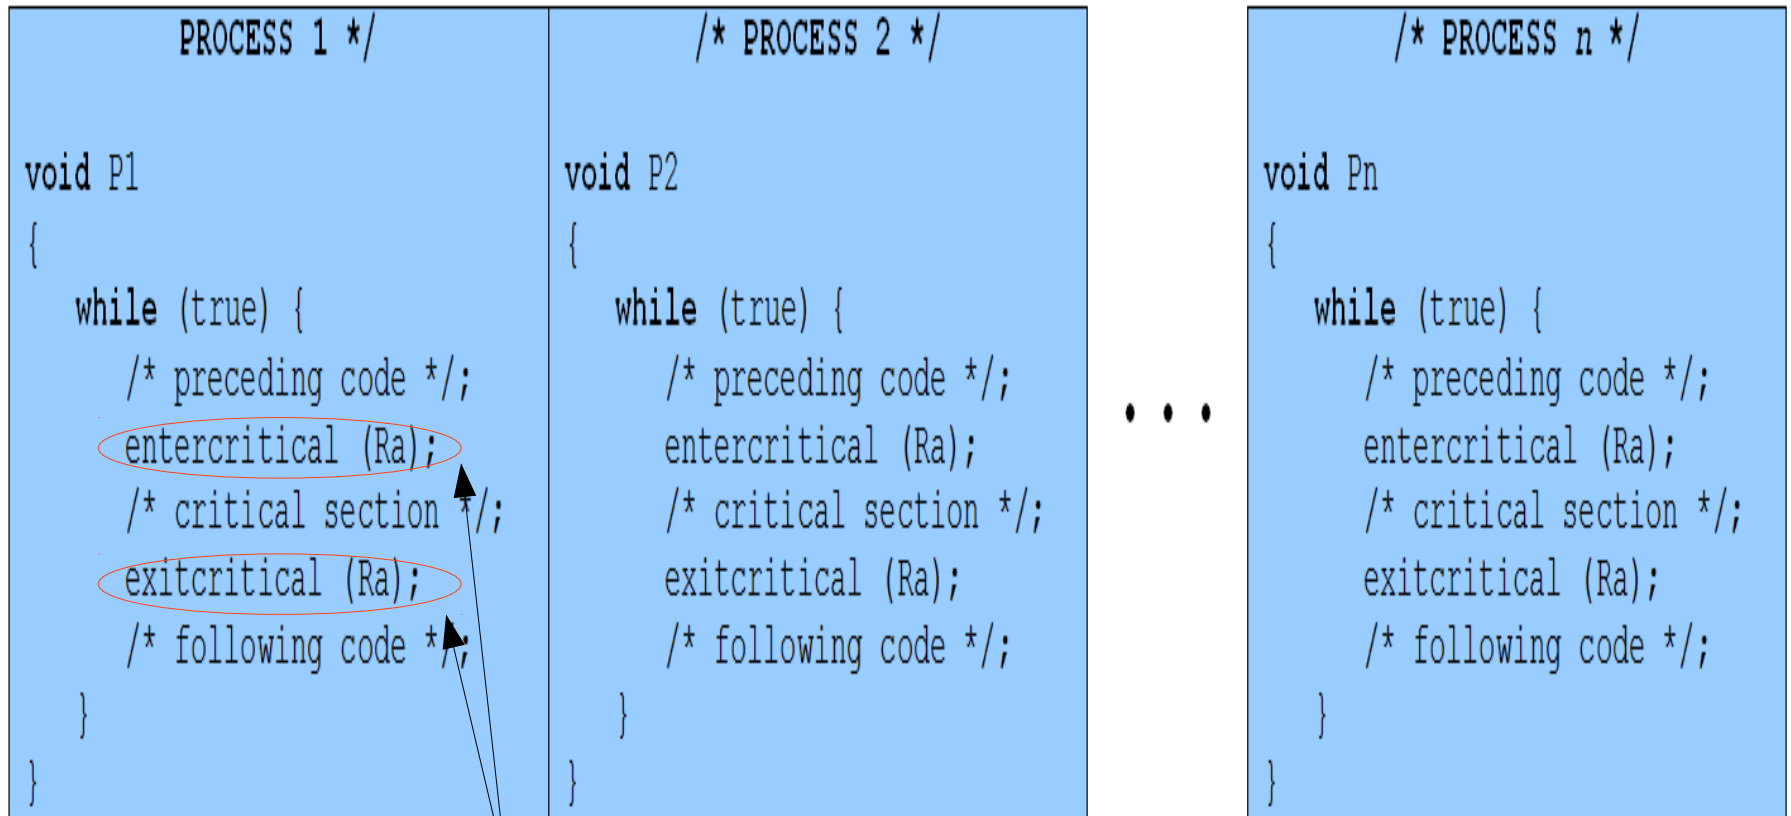 PROCESS 1 */
void P1
{
while (true) {
/* preceding code */;
entercritical (Ra);
/* critical section */;
exitcritical (Ra);
/* following code */;
}
}
/* PROCESS 2 */
void P2
{
while (true) {
/* preceding code */;
entercritical (Ra);
/* critical section */;
exitcritical (Ra);
/* following code */;
}
}
• • •
/* PROCESS n */
void Pn
{
while (true) {
/* preceding code */;
entercritical (Ra);
/* critical section */;
exitcritical (Ra);
/* following code */;
}
}